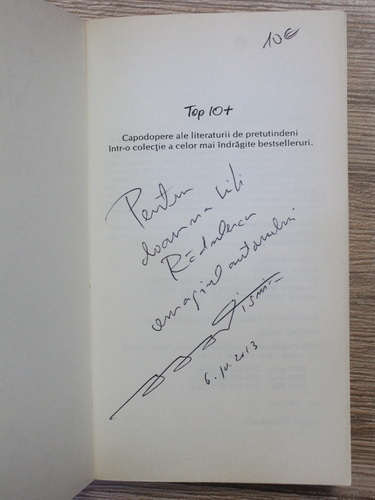 10€
Top 10+
Capodopere ale literaturii de pretutindeni
într-o colecție a celor mai îndrăgite bestselleruri.
Pentru
doamna Lili
Rădulescu
omagiul autorului
6.IV.2013